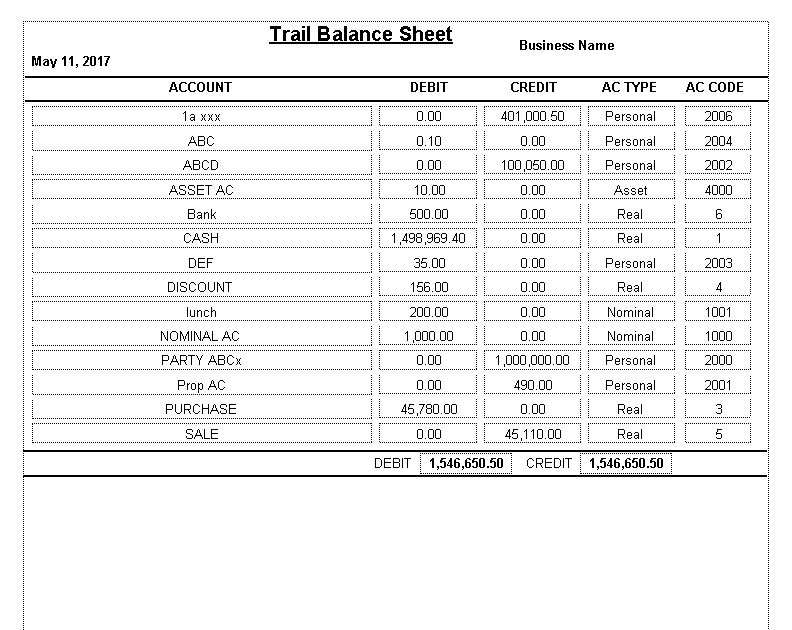 Trail Balance Sheet
Business Name
May 11, 2017
ACCOUNT DEBIT CREDIT AC TYPE AC CODE
1a xxx 0.00 401,000.50 Personal 2006
ABC 0.10 0.00 Personal 2004
ABCD 0.00 100,050.00 Personal 2002
ASSET AC 10.00 0.00 Asset 4000
Bank 500.00 0.00 Real 6
CASH 1,498,969.40 0.00 Real 1
DEF 35.00 0.00 Personal 2003
DISCOUNT 156.00 0.00 Real 4
lunch 200.00 0.00 Nominal 1001
NOMINAL AC 1,000.00 0.00 Nominal 1000
PARTY ABCx 0.00 1,000,000.00 Personal 2000
Prop AC 0.00 490.00 Personal 2001
PURCHASE 45,780.00 0.00 Real 3
SALE 0.00 45,110.00 Real 5
DEBIT 1,546,650.50 CREDIT 1,546,650.50